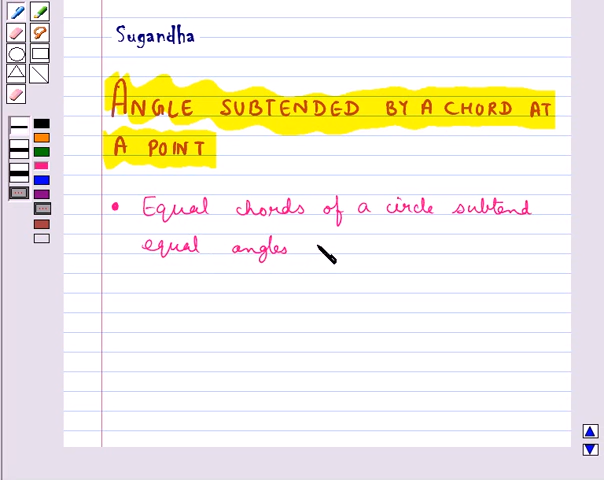 Sugandha
ANGLE SUBTENDED BY A CHORD AT
A POINT
• Equal chords of a circle subtend
equal angles